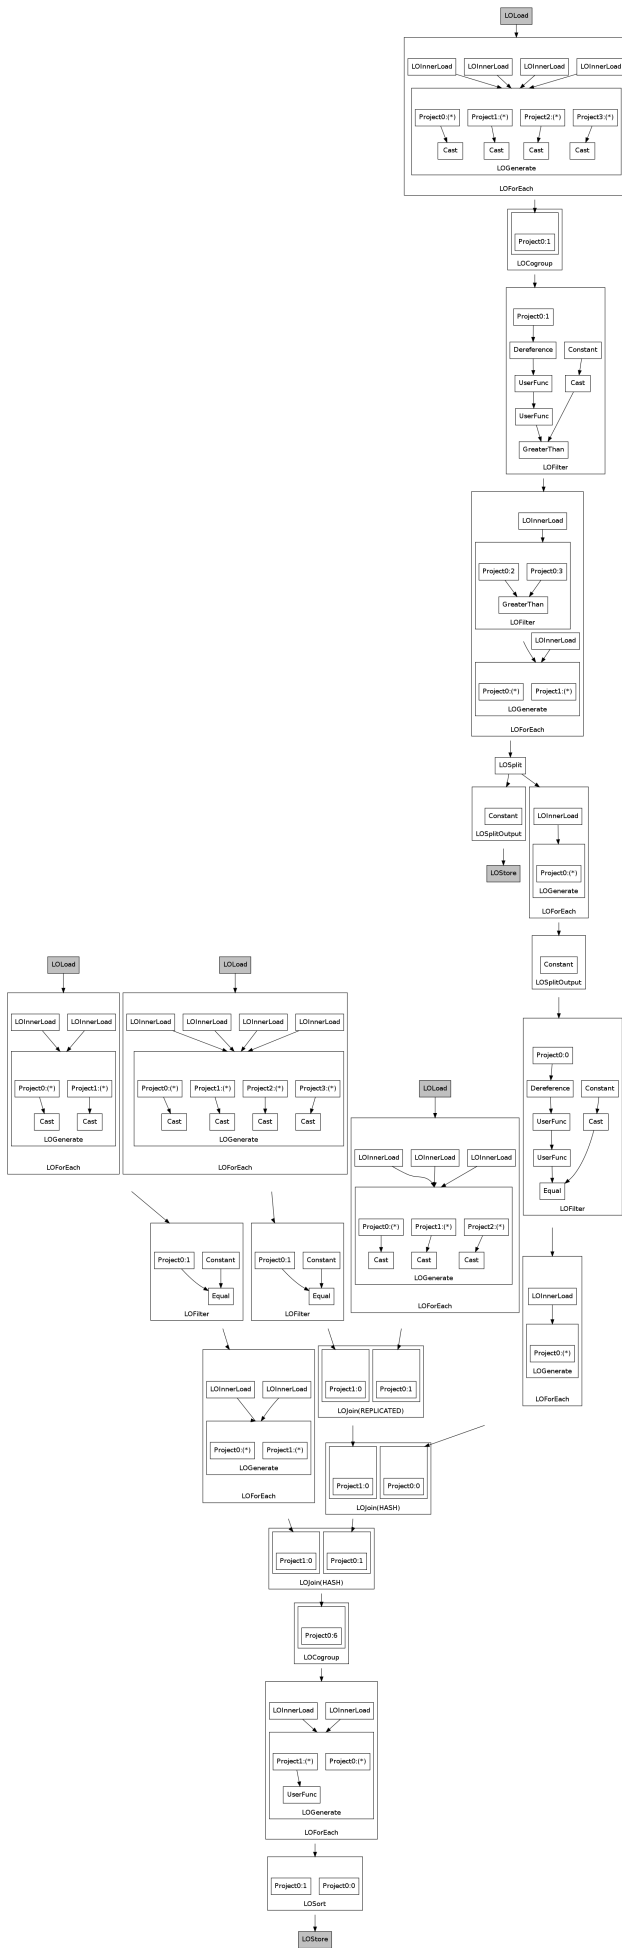 LOLoad
LOInnerLoad LOInnerLoad LOInnerLoad LOInnerLoad
Project0:(*) Project1:(*) Project2:(*) Project3:(*)
Cast Cast Cast Cast
LOGenerate
LOForEach
Project0:1
LOCogroup
Project0:1
Dereference Constant
UserFunc Cast
UserFunc
GreaterThan
LOFilter
LOInnerLoad
Project0:2 Project0:3
GreaterThan
LOFilter
LOInnerLoad
Project0:(*) Project1:(*)
LOGenerate
LOForEach
LOSplit
Constant LOInnerLoad
LOSplitOutput
LOStore Project0:(*)
LOGenerate
LOForEach
LOLoad LOLoad Constant
LOSplitOutput
LOInnerLoad LOInnerLoad LOInnerLoad LOInnerLoad LOInnerLoad LOInnerLoad
Project0:0
Project0:(*) Project1:(*) Project0:(*) Project1:(*) Project2:(*) Project3:(*) LOLoad Dereference Constant
Cast Cast Cast Cast Cast Cast UserFunc Cast
LOGenerate LOGenerate
LOInnerLoad LOInnerLoad LOInnerLoad UserFunc
LOForEach LOForEach
Equal
LOFilter
Project0:(*) Project1:(*) Project2:(*)
Project0:1 Constant Project0:1 Constant Cast Cast Cast
LOGenerate
Equal Equal LOInnerLoad
LOForEach
LOFilter LOFilter
Project0:(*)
LOGenerate
LOInnerLoad LOInnerLoad Project1:0 Project0:1
LOForEach
LOJoin(REPLICATED)
Project0:(*) Project1:(*)
LOGenerate
Project1:0 Project0:0
LOForEach
LOJoin(HASH)
Project1:0 Project0:1
LOJoin(HASH)
Project0:6
LOCogroup
LOInnerLoad LOInnerLoad
Project1:(*) Project0:(*)
UserFunc
LOGenerate
LOForEach
Project0:1 Project0:0
LOSort
LOStore